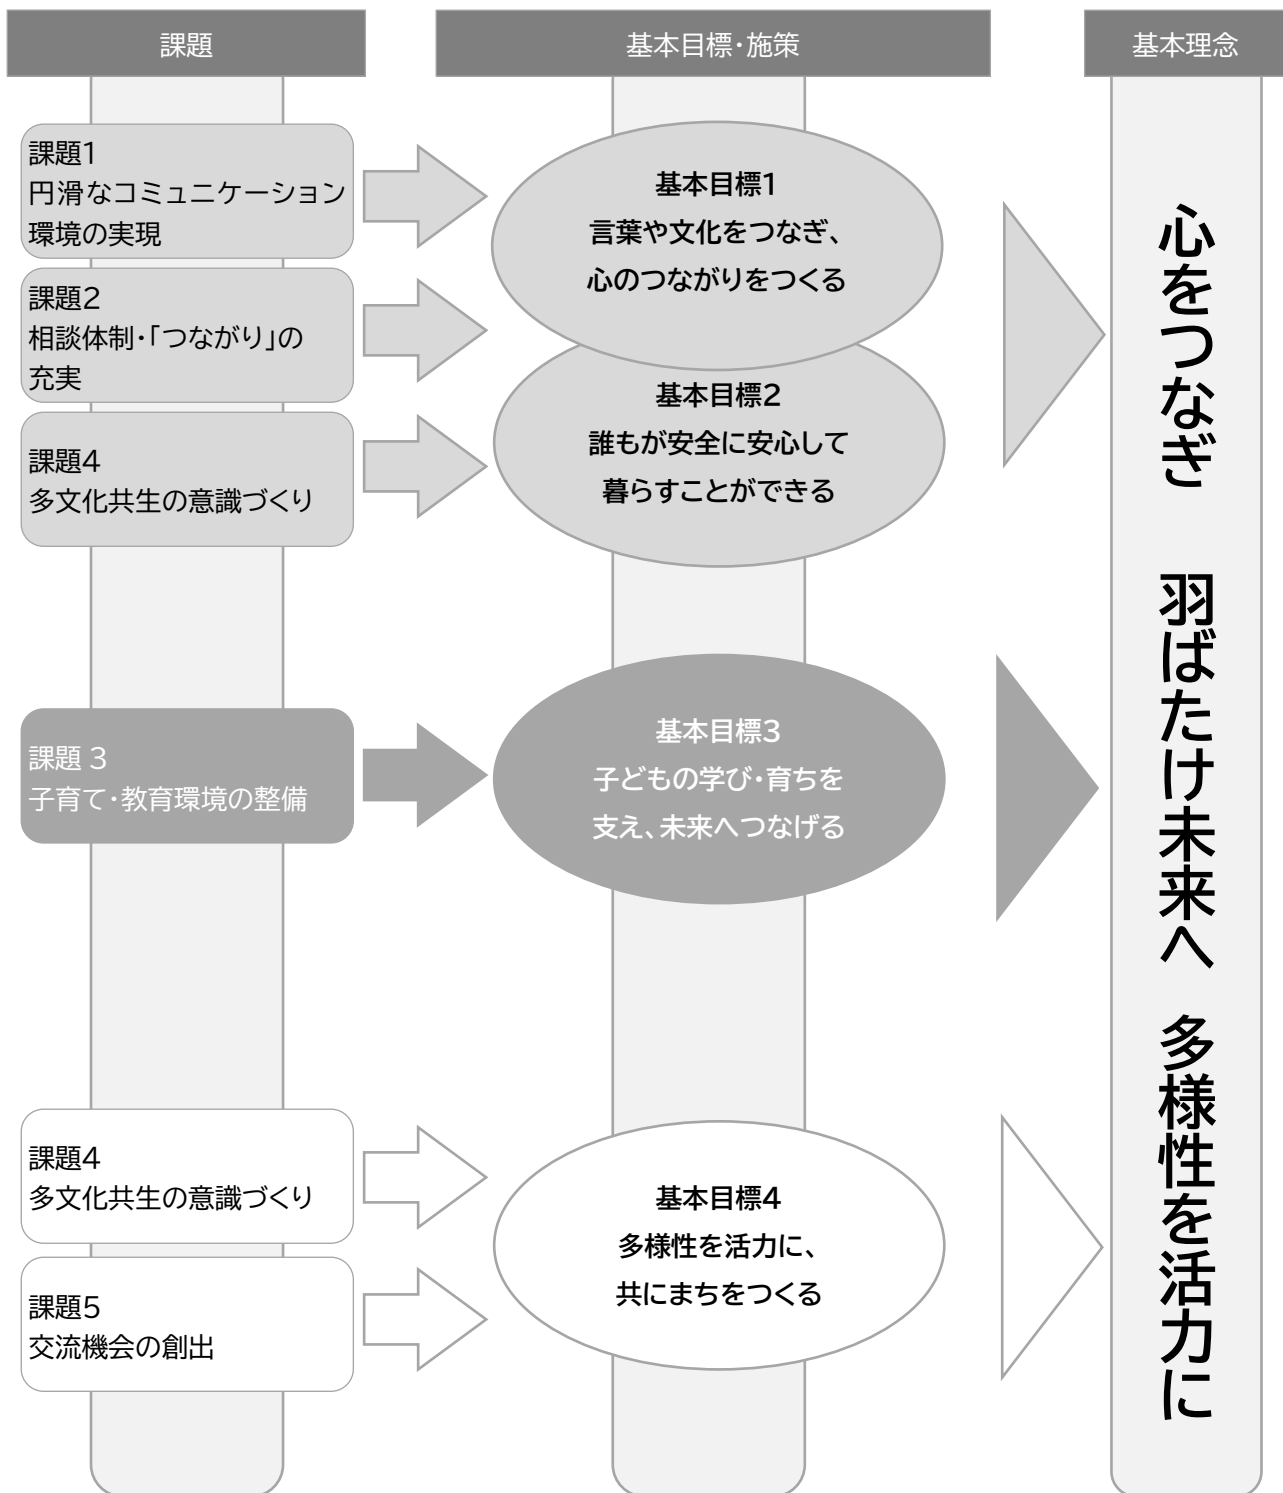 課題
基本目標・施策
基本理念
課題1
円滑なコミュニケーション
環境の実現
課題2
相談体制・「つながり」の
充実
課題4
多文化共生の意識づくり
基本目標1
言葉や文化をつなぎ、
心のつながりをつくる
基本目標2
誰もが安全に安心して
暮らすことができる
課題 3
子育て・教育環境の整備
基本目標3
子どもの学び・育ちを
支え、未来へつなげる
課題4
多文化共生の意識づくり
課題5
交流機会の創出
基本目標4
多様性を活力に、
共にまちをつくる
心をつなぎ　羽ばたけ未来へ　多様性を活力に